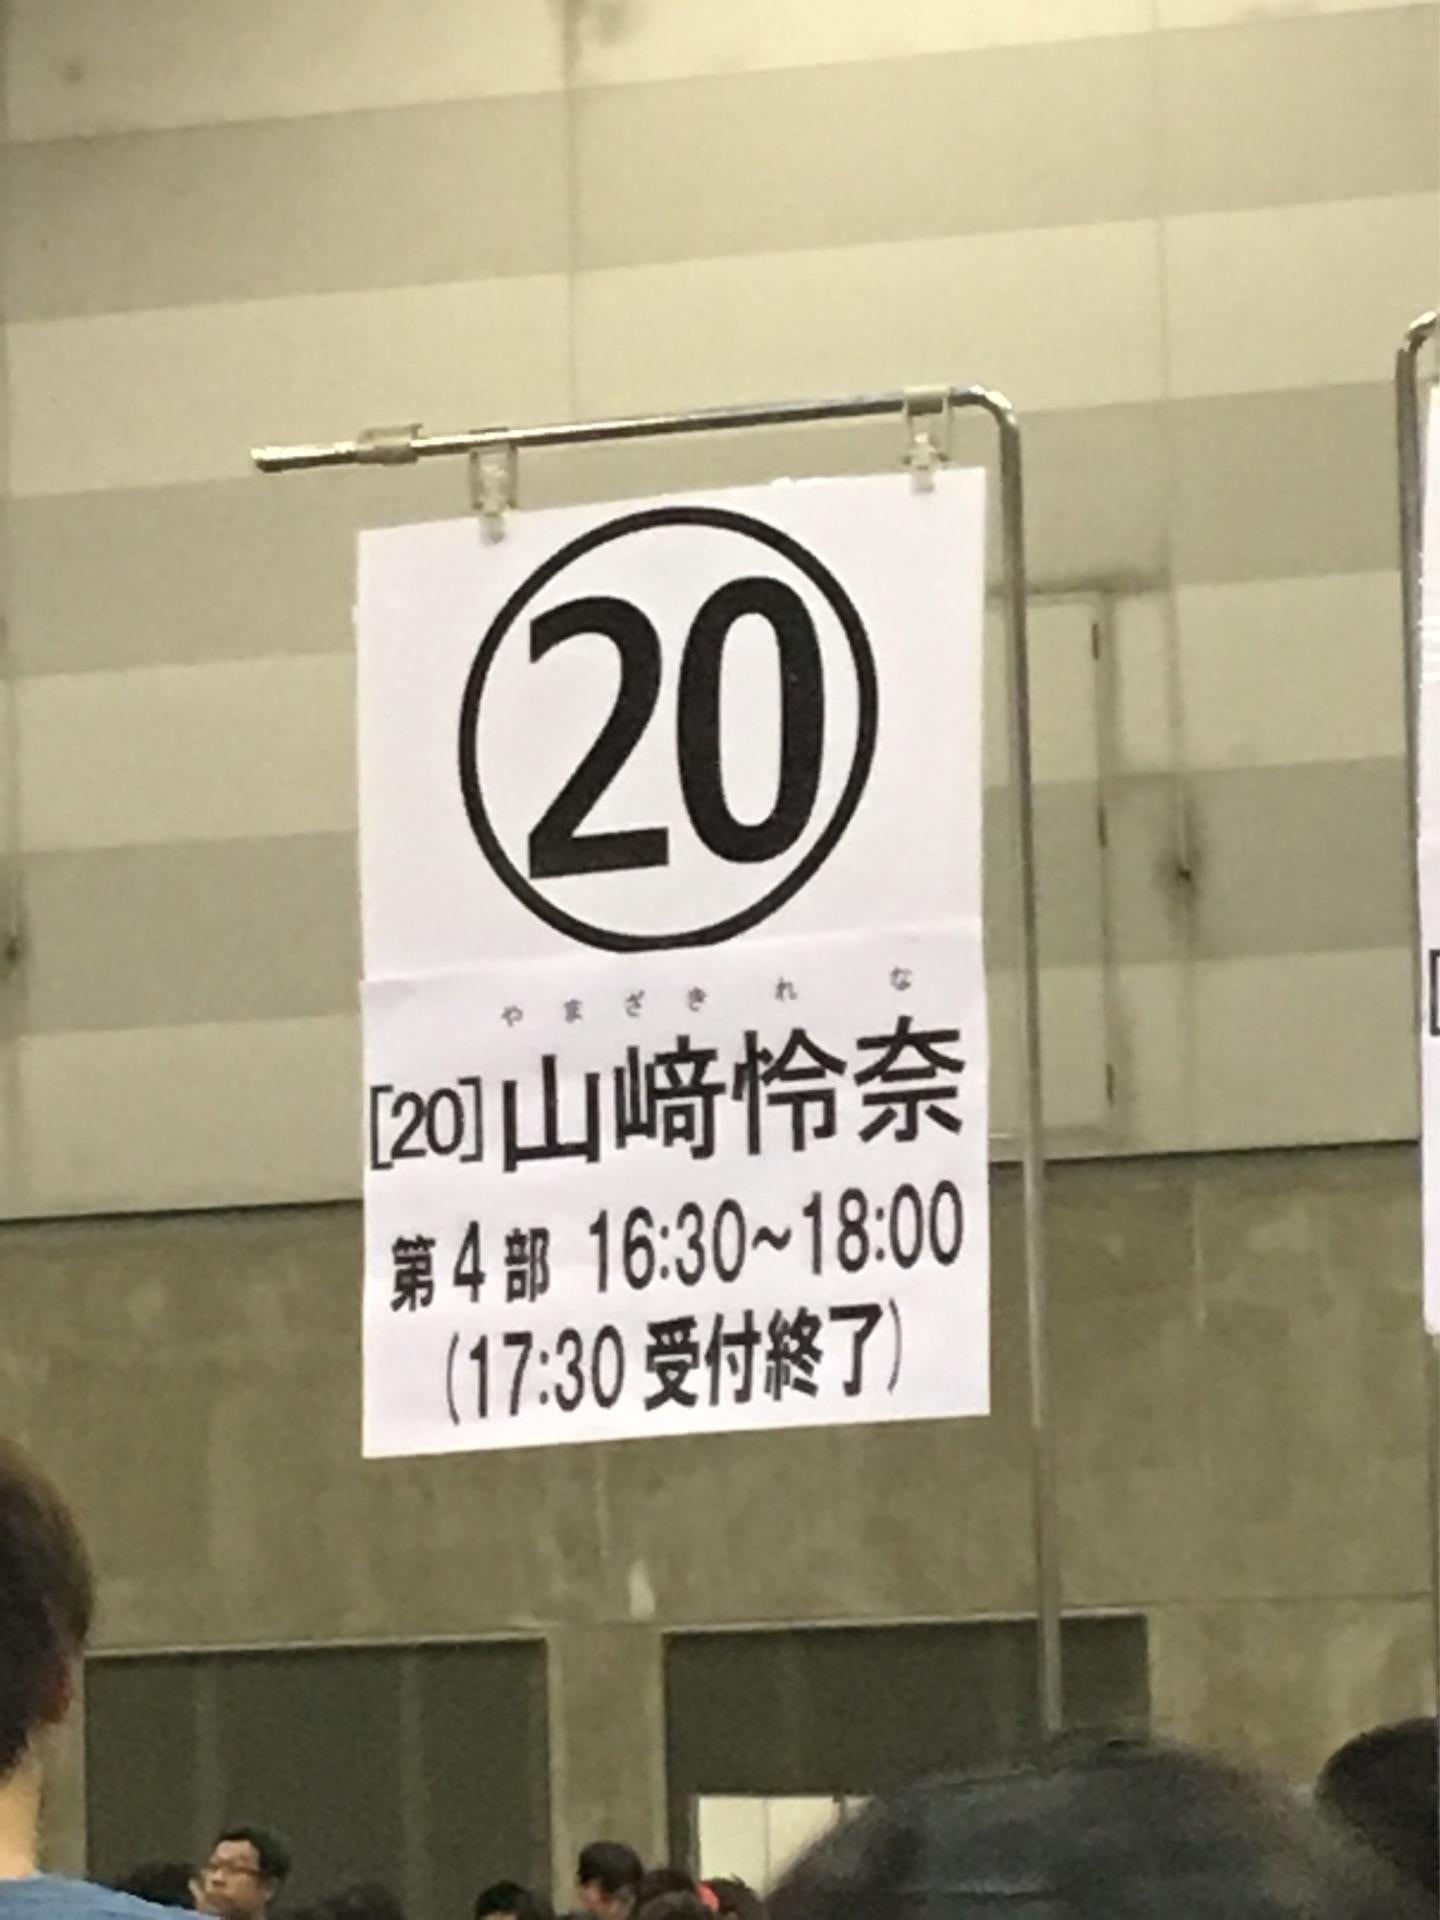 ⑳
やまざき れな
[20]山﨑怜奈
第4部 16:30~18:00
(17:30 受付終了)